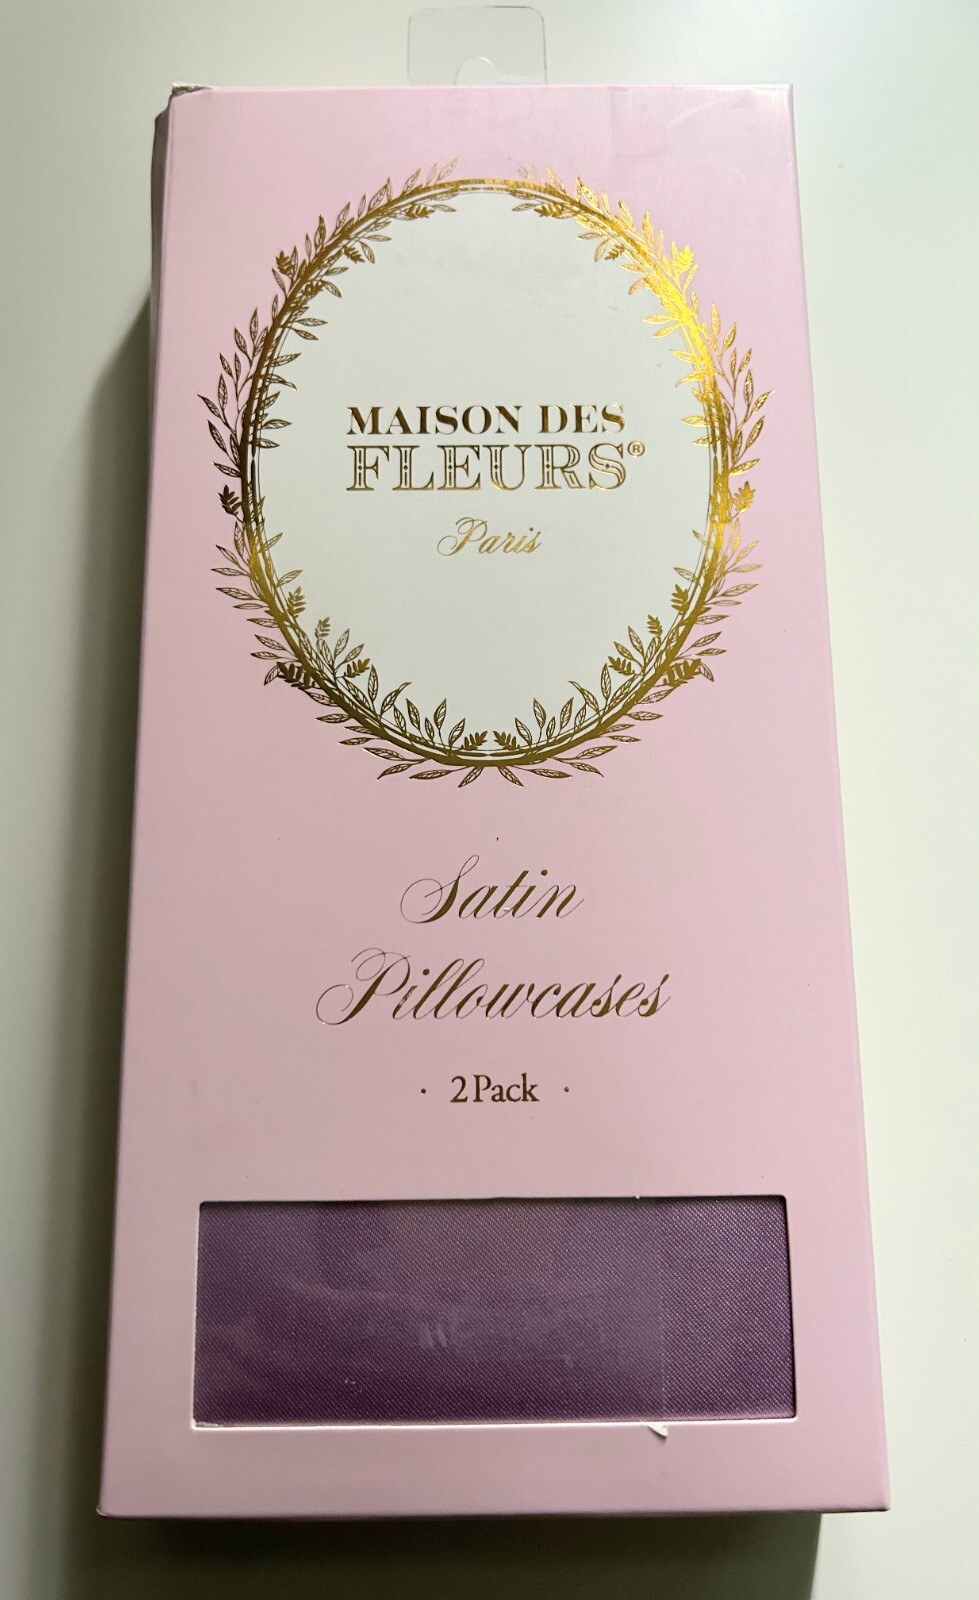 MAISON DES
FLEURS®
Paris
Satin
Pillowcases
· 2 Pack ·